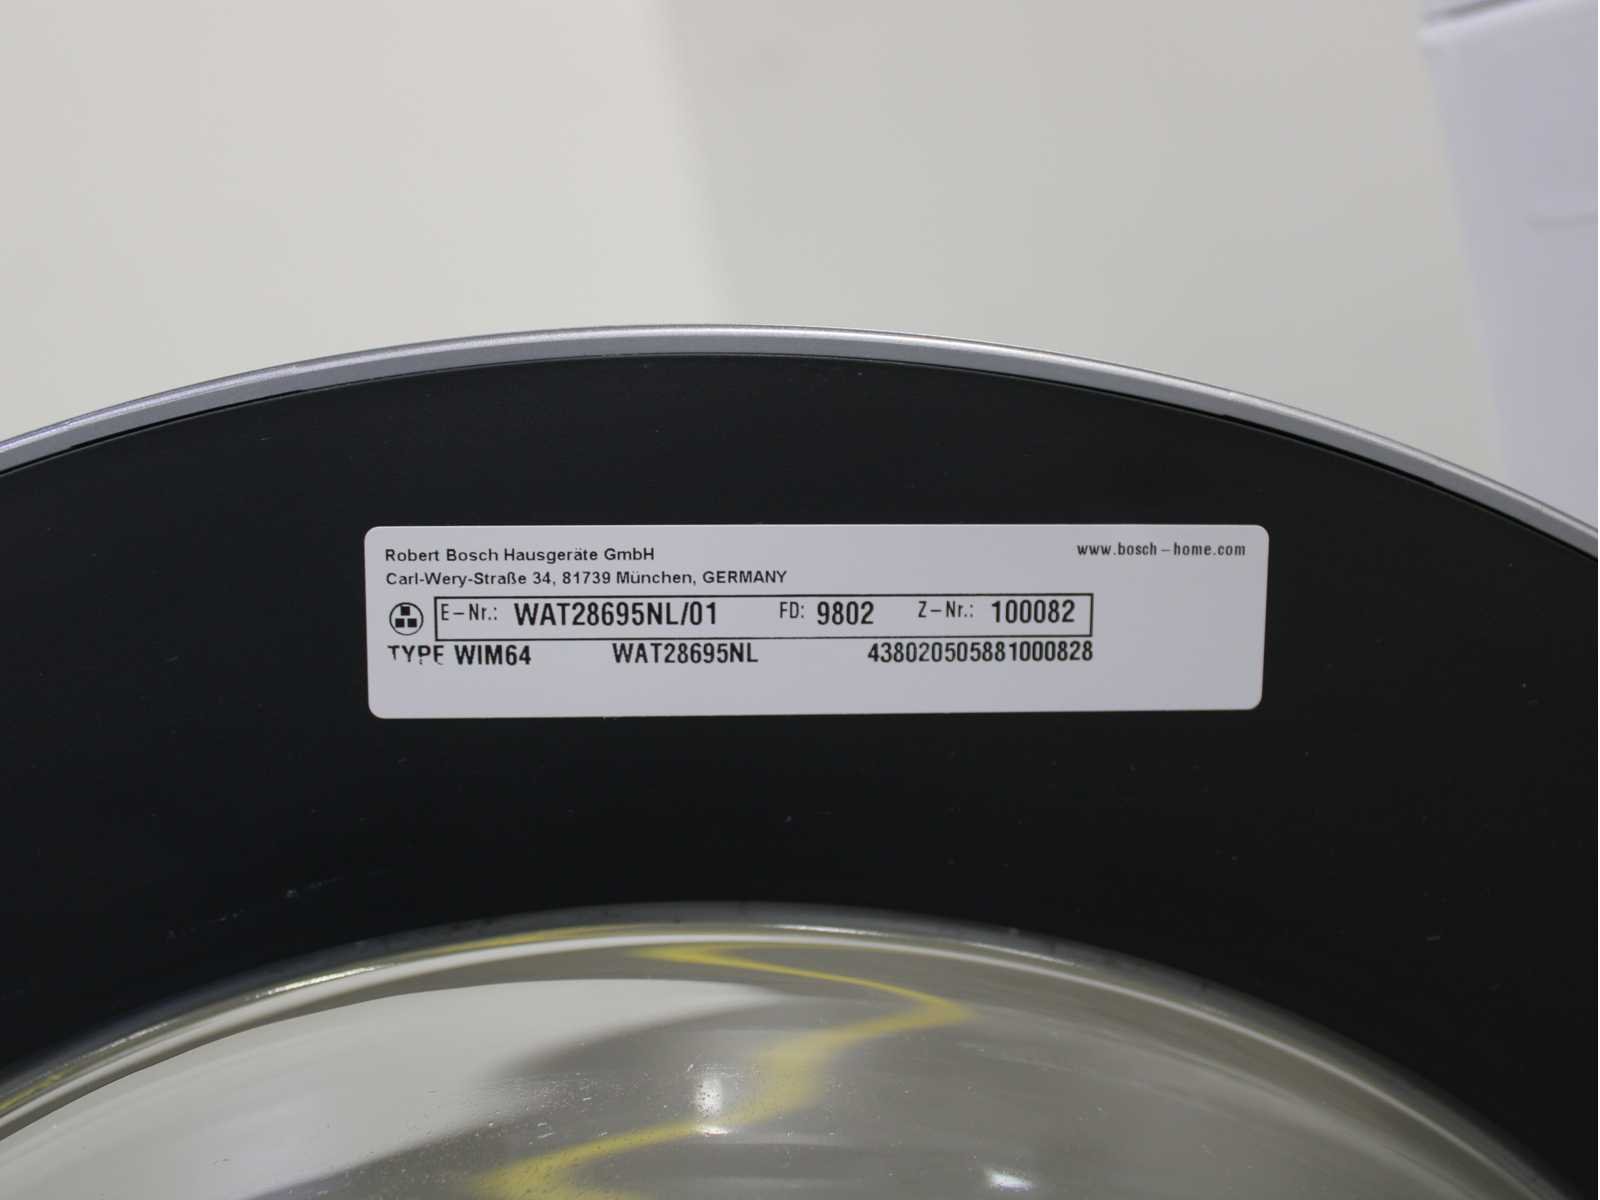 Robert Bosch Hausgeräte GmbH
www.bosch-home.com
Carl-Wery-Straße 34, 81739 München, GERMANY
E-Nr.: WAT28695NL/01 FD: 9802 Z-Nr.: 100082
TYPE WIM64 WAT28695NL 438020505881000828